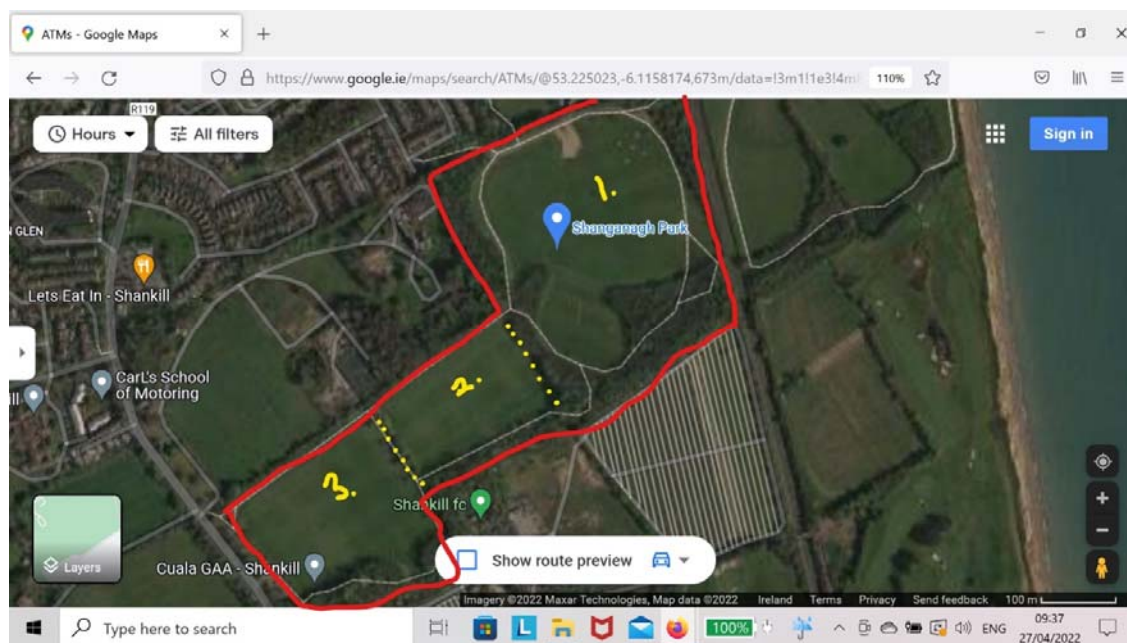 ATMs - Google Maps
https://www.google.ie/maps/search/ATMs/@53.225023,-6.1158174,673m/data=!3m1!1e3!4m
110%
R119
Hours
All filters
Sign in
1.
Shanganagh Park
N GLEN
Lets Eat In - Shankill
CarL's School
of Motoring
ill
2.
3.
Shankill fc
Layers
Cuala GAA - Shankill
Show route preview
Imagery ©2022 Maxar Technologies, Map data ©2022 Ireland Terms Privacy Send feedback 100 m
Type here to search
L
100%
ENG
09:37
27/04/2022